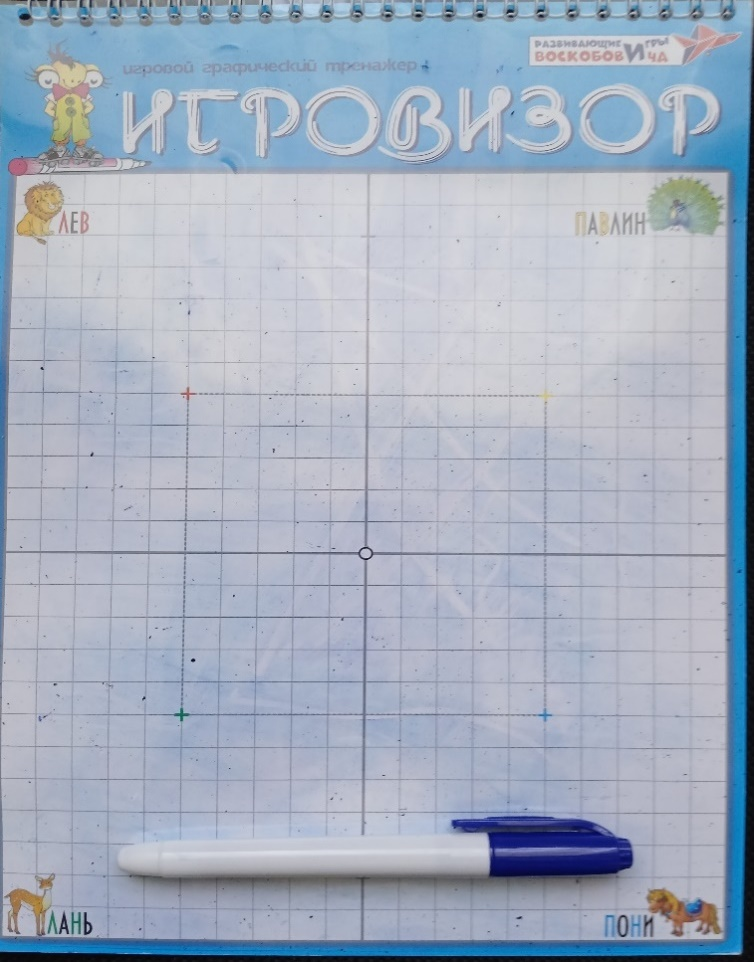 РАЗВИВАЮЩИЕ ИГРЫ
ВОСКОБОВИЧА
игровой графический тренажер
ИГРОВИЗОР
ЛЕВ
ПАВЛИН
ЛАНЬ
ПОНИ